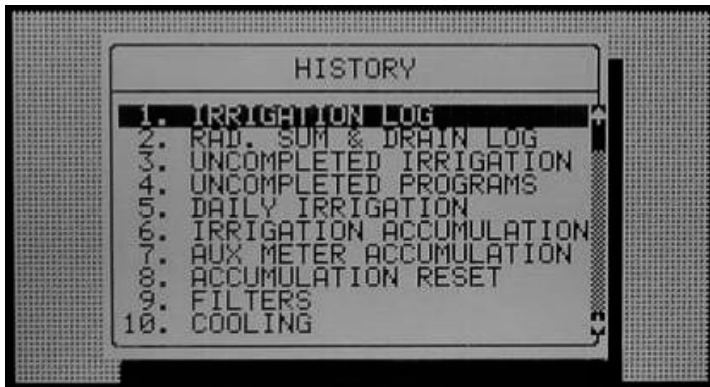 HISTORY
1. IRRIGATION LOG
2. RAD. SUM & DRAIN LOG
3. UNCOMPLETED IRRIGATION
4. UNCOMPLETED PROGRAMS
5. DAILY IRRIGATION
6. IRRIGATION ACCUMULATION
7. AUX METER ACCUMULATION
8. ACCUMULATION RESET
9. FILTERS
10. COOLING